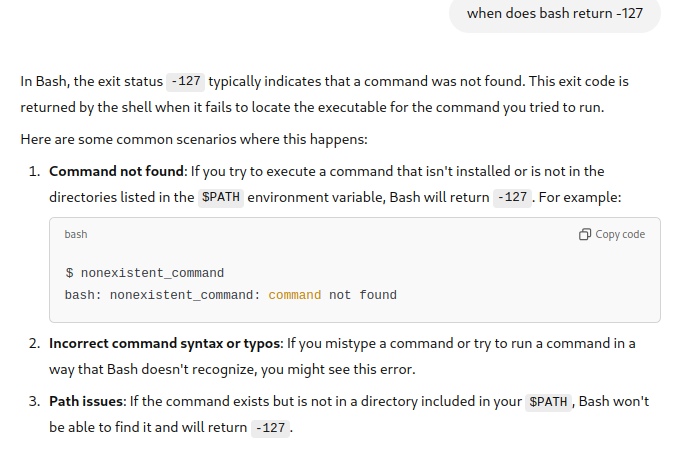 when does bash return -127
In Bash, the exit status -127 typically indicates that a command was not found. This exit code is
returned by the shell when it fails to locate the executable for the command you tried to run.
Here are some common scenarios where this happens:
1. Command not found: If you try to execute a command that isn't installed or is not in the
directories listed in the $PATH environment variable, Bash will return -127. For example:
bash
Copy code
$ nonexistent_command
bash: nonexistent_command: command not found
2. Incorrect command syntax or typos: If you mistype a command or try to run a command in a
way that Bash doesn't recognize, you might see this error.
3. Path issues: If the command exists but is not in a directory included in your $PATH, Bash won't
be able to find it and will return -127.